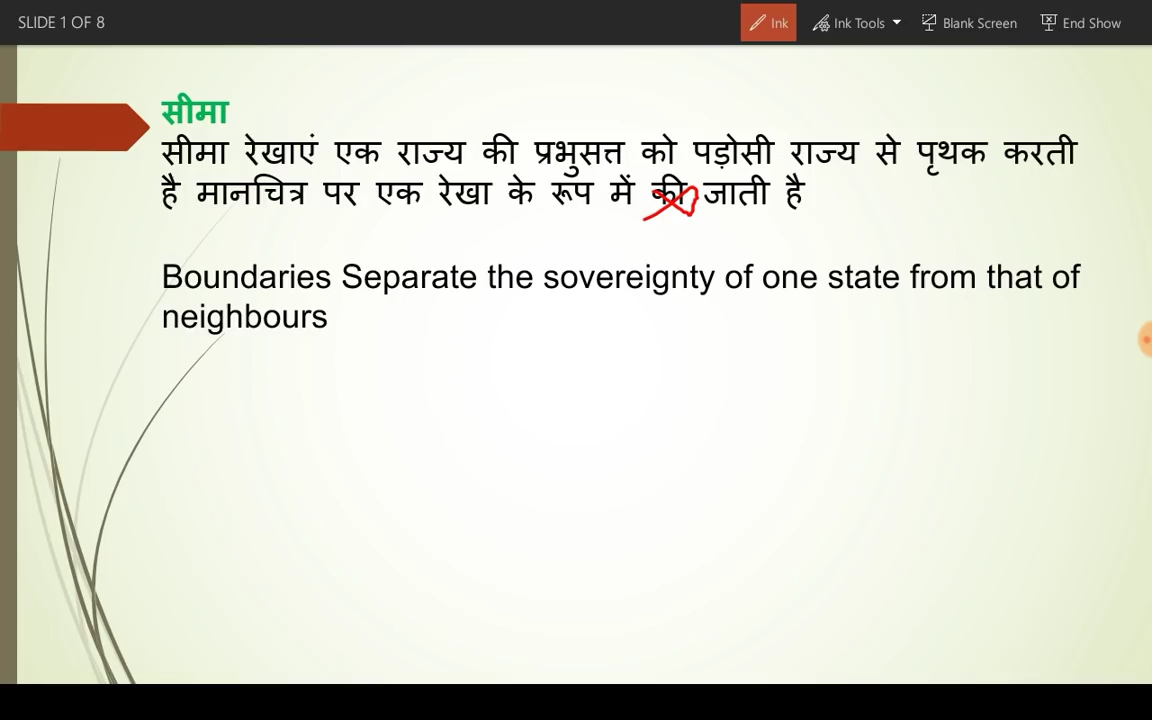 SLIDE 1 OF 8
Ink
Ink Tools
Blank Screen
End Show
सीमा
सीमा रेखाएं एक राज्य की प्रभुसत्त को पड़ोसी राज्य से पृथक करती
है मानचित्र पर एक रेखा के रूप में की जाती है
Boundaries Separate the sovereignty of one state from that of
neighbours